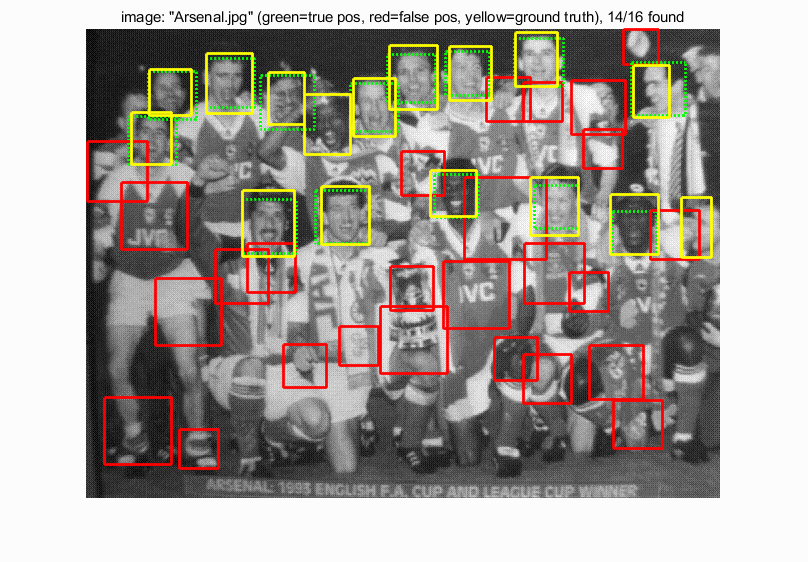 image: "Arsenal.jpg" (green=true pos, red=false pos, yellow=ground truth), 14/16 found
JVC
JVC
ARSENAL: 1993 ENGLISH F.A. CUP AND LEAGUE CUP WINNER